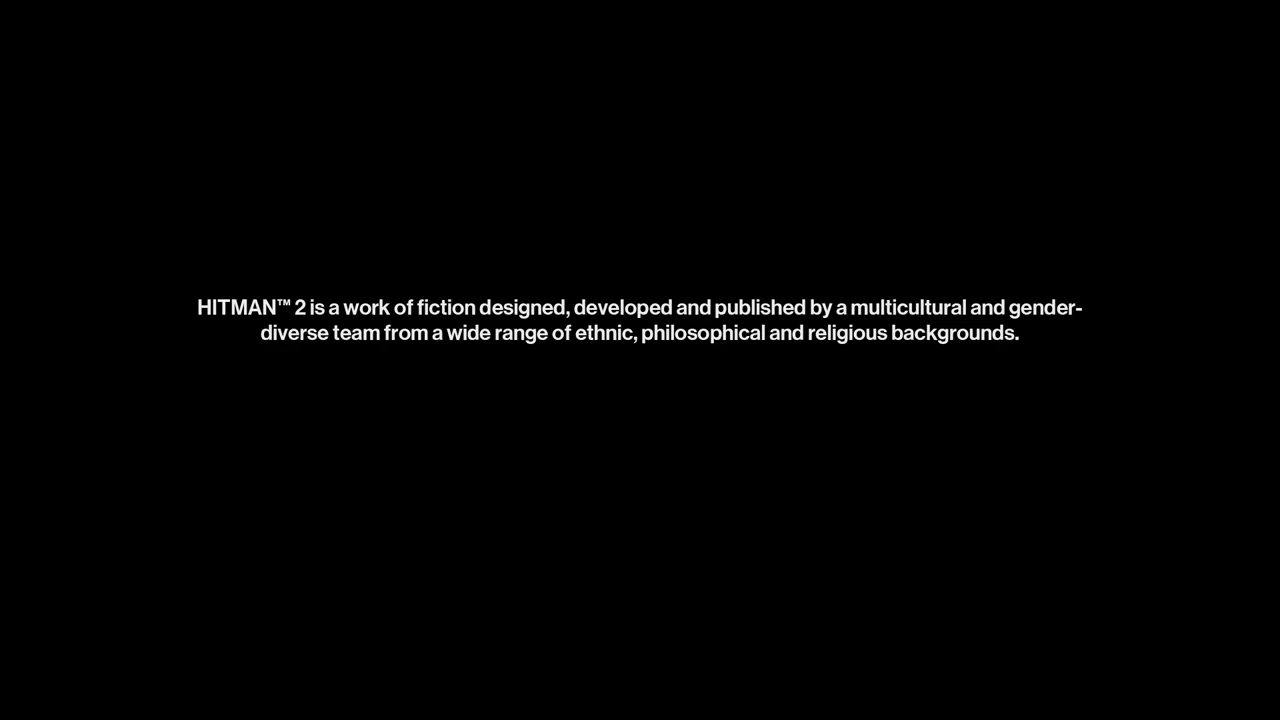 HITMAN™ 2 is a work of fiction designed, developed and published by a multicultural and gender-
diverse team from a wide range of ethnic, philosophical and religious backgrounds.